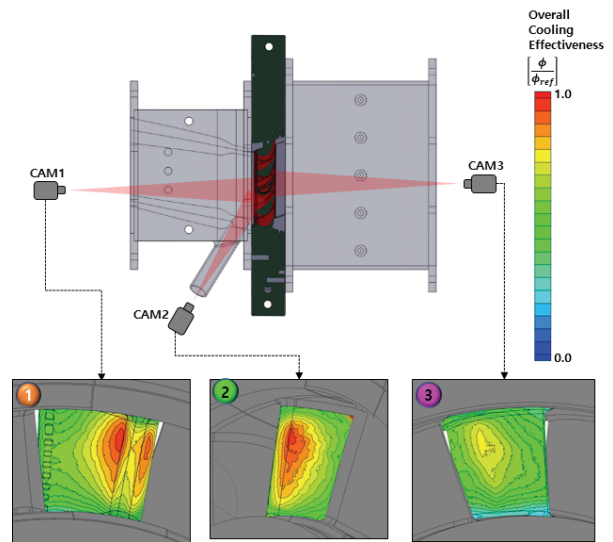 Overall
Cooling
Effectiveness
[ϕ/ϕref]
1.0
CAM1
CAM3
CAM2
0.0
1
2
3